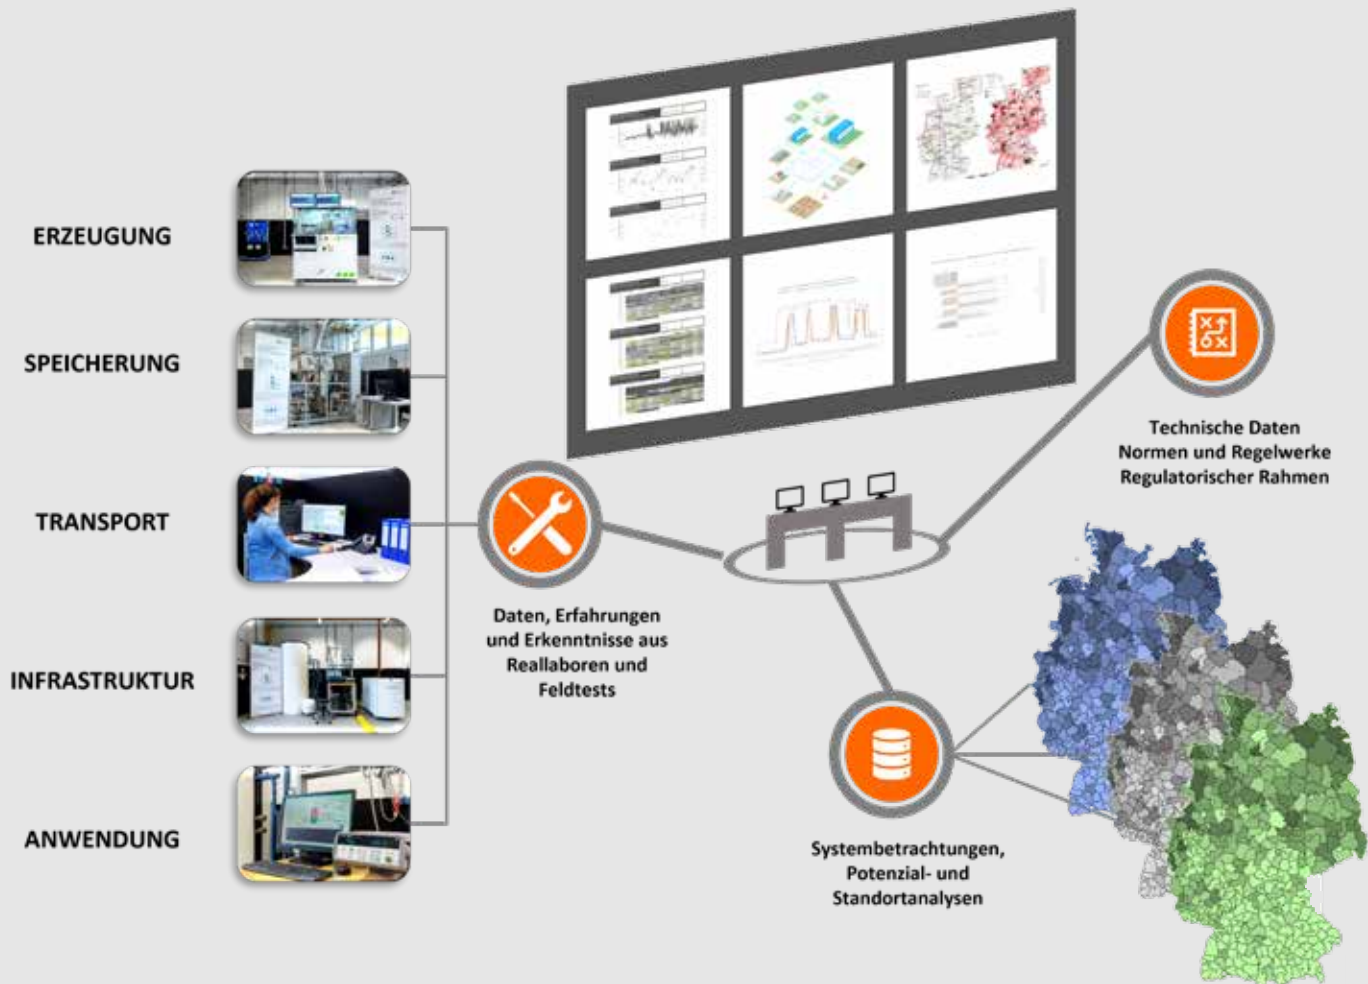 ERZEUGUNG
SPEICHERUNG
TRANSPORT
INFRASTRUKTUR
ANWENDUNG
Daten, Erfahrungen
und Erkenntnisse aus
Reallaboren und
Feldtests
Technische Daten
Normen und Regelwerke
Regulatorischer Rahmen
Systembetrachtungen,
Potenzial- und
Standortanalysen